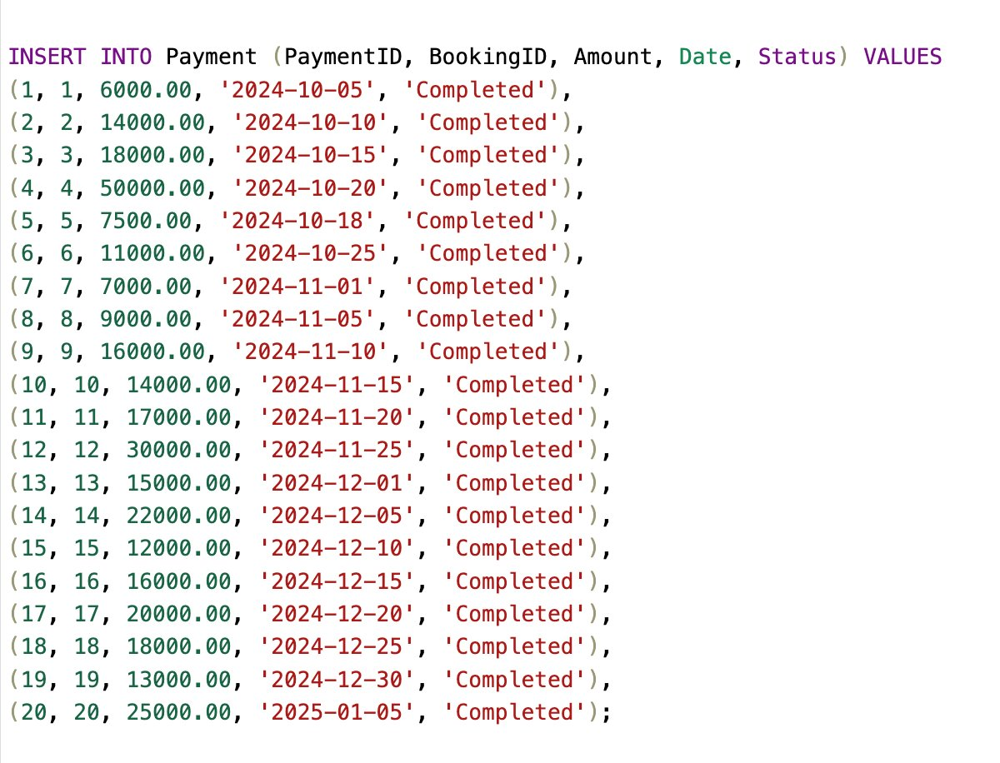 INSERT INTO Payment (PaymentID, BookingID, Amount, Date, Status) VALUES
(1, 1, 6000.00, '2024-10-05', 'Completed'),
(2, 2, 14000.00, '2024-10-10', 'Completed'),
(3, 3, 18000.00, '2024-10-15', 'Completed'),
(4, 4, 50000.00, '2024-10-20', 'Completed'),
(5, 5, 7500.00, '2024-10-18', 'Completed'),
(6, 6, 11000.00, '2024-10-25', 'Completed'),
(7, 7, 7000.00, '2024-11-01', 'Completed'),
(8, 8, 9000.00, '2024-11-05', 'Completed'),
(9, 9, 16000.00, '2024-11-10', 'Completed'),
(10, 10, 14000.00, '2024-11-15', 'Completed'),
(11, 11, 17000.00, '2024-11-20', 'Completed'),
(12, 12, 30000.00, '2024-11-25', 'Completed'),
(13, 13, 15000.00, '2024-12-01', 'Completed'),
(14, 14, 22000.00, '2024-12-05', 'Completed'),
(15, 15, 12000.00, '2024-12-10', 'Completed'),
(16, 16, 16000.00, '2024-12-15', 'Completed'),
(17, 17, 20000.00, '2024-12-20', 'Completed'),
(18, 18, 18000.00, '2024-12-25', 'Completed'),
(19, 19, 13000.00, '2024-12-30', 'Completed'),
(20, 20, 25000.00, '2025-01-05', 'Completed');